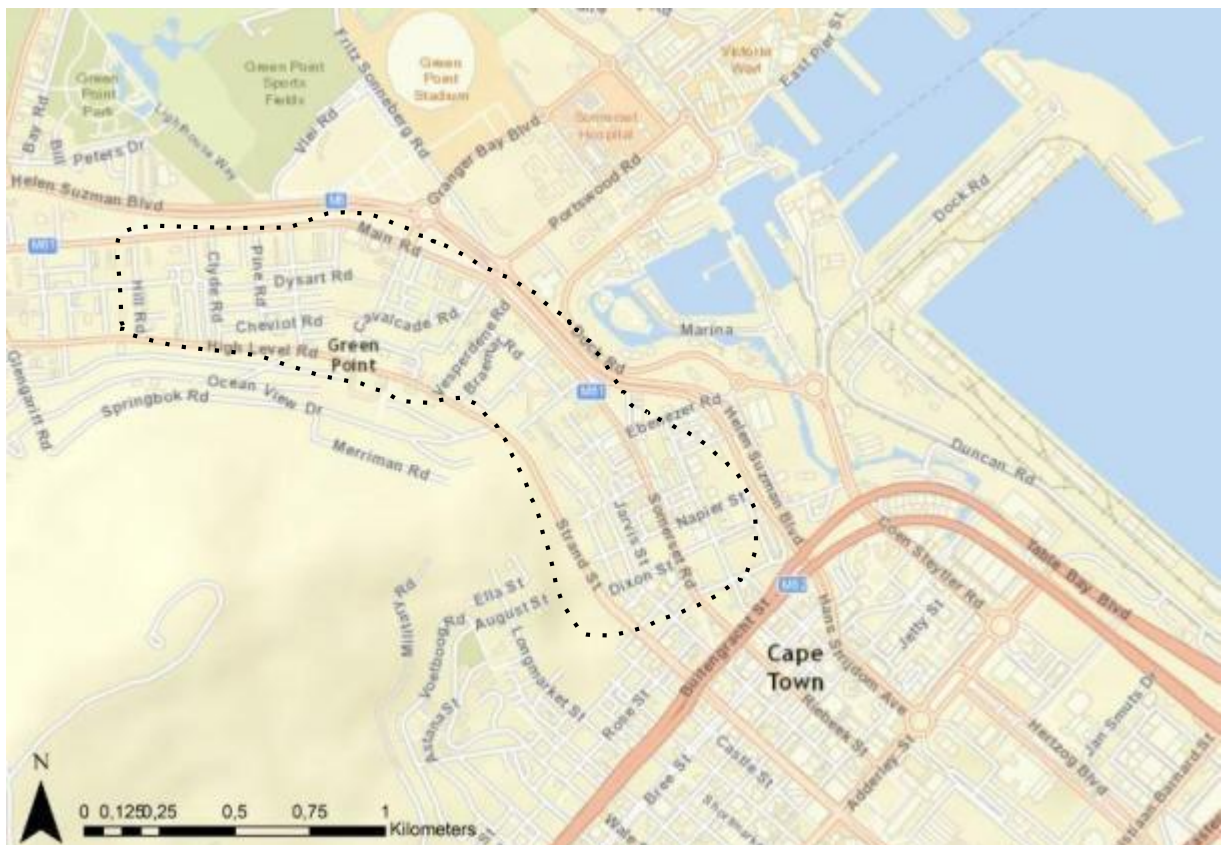 Green
Point
Park
Green Point
Sports
Fields
Fritz Sonneberg Rd
Green
Point
Stadium
Victoria
Warf
East Pier St
Somerset
Hospital
Bay Rd
Bill
Peters Dr
Lighthouse Way
Vlei Rd
Granger Bay Blvd
Portswood Rd
Dock Rd
Helen Suzman Blvd
M6
M61
Main Rd
Hill Rd
Clyde Rd
Pine Rd
Dysart Rd
Cheviot Rd
Cavalcade Rd
High Level Rd
Green
Point
Vesperdene Rd
Braemar Rd
Marina
Dock Rd
M61
Glengariff Rd
Springbok Rd
Ocean View Dr
Merriman Rd
Ebenezer Rd
Helen Suzman Blvd
Duncan Rd
Strand St
Jarvis St
Somerset Rd
Napier St
Dixon St
Coen Steytler Rd
Table Bay Blvd
M62
Military Rd
Ella St
August St
Voetboog Rd
Longmarket St
Astana St
Rose St
Buitengracht St
Cape
Town
Hans Strijdom Ave
Jetty St
Riebeek St
Castle St
Bree St
Adderley St
Hertzog Blvd
Jan Smuts Dr
N
0 0,125 0,25 0,5 0,75 1
Kilometers